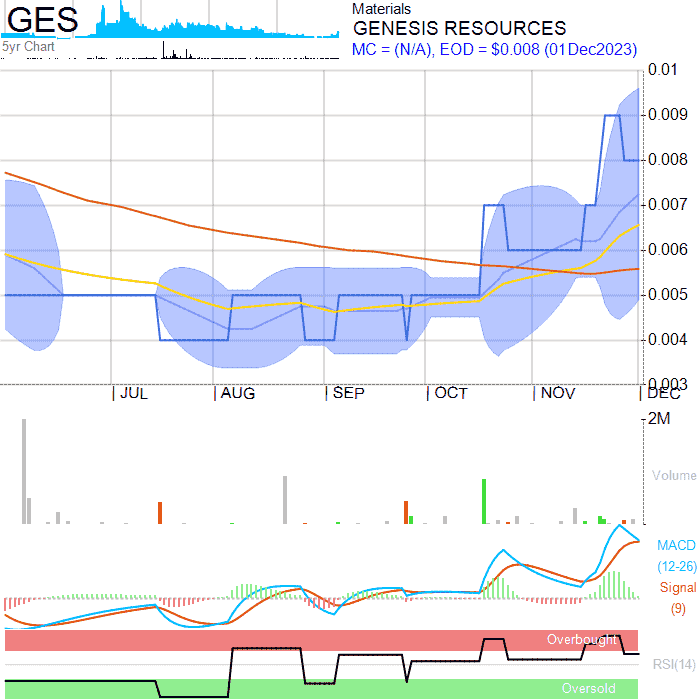 GES
5yr Chart
Materials
GENESIS RESOURCES
MC = (N/A), EOD = $0.008 (01Dec2023)
0.01
0.009
0.008
0.007
0.006
0.005
0.004
0.003
JUL AUG SEP OCT NOV DEC
2M
Volume
MACD
(12-26)
Signal
(9)
Overbought
RSI(14)
Oversold